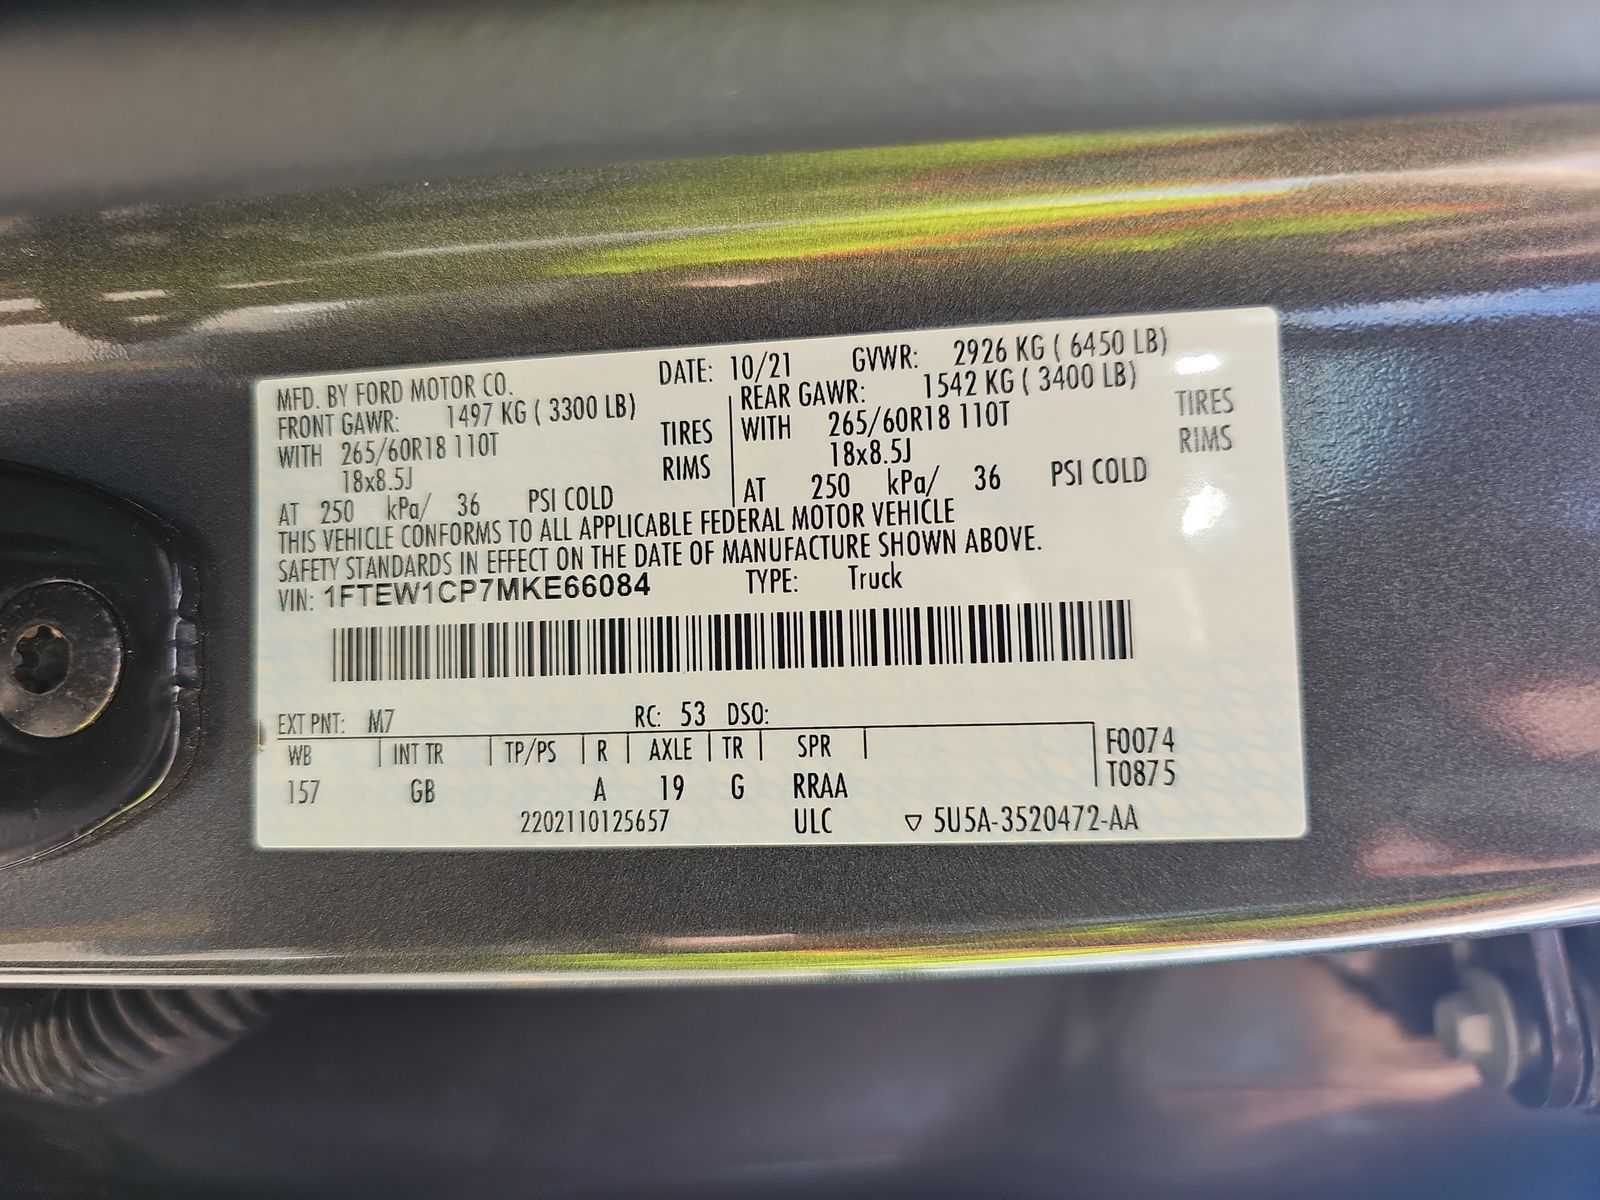 MFD. BY FORD MOTOR CO. DATE: 10/21 GVWR: 2926 KG ( 6450 LB)
FRONT GAWR: 1497 KG ( 3300 LB) REAR GAWR: 1542 KG ( 3400 LB)
WITH 265/60R18 110T TIRES WITH 265/60R18 110T TIRES
18x8.5J RIMS 18x8.5J RIMS
AT 250 kPa/ 36 PSI COLD AT 250 kPa/ 36 PSI COLD
THIS VEHICLE CONFORMS TO ALL APPLICABLE FEDERAL MOTOR VEHICLE
SAFETY STANDARDS IN EFFECT ON THE DATE OF MANUFACTURE SHOWN ABOVE.
VIN: 1FTEW1CP7MKE66084 TYPE: Truck
EXT PNT: M7 RC: 53 DSO:
WB INT TR TP/PS R AXLE TR SPR F0074
157 GB A 19 G RRAA T0875
2202110125657 ULC ▽ 5U5A-3520472-AA